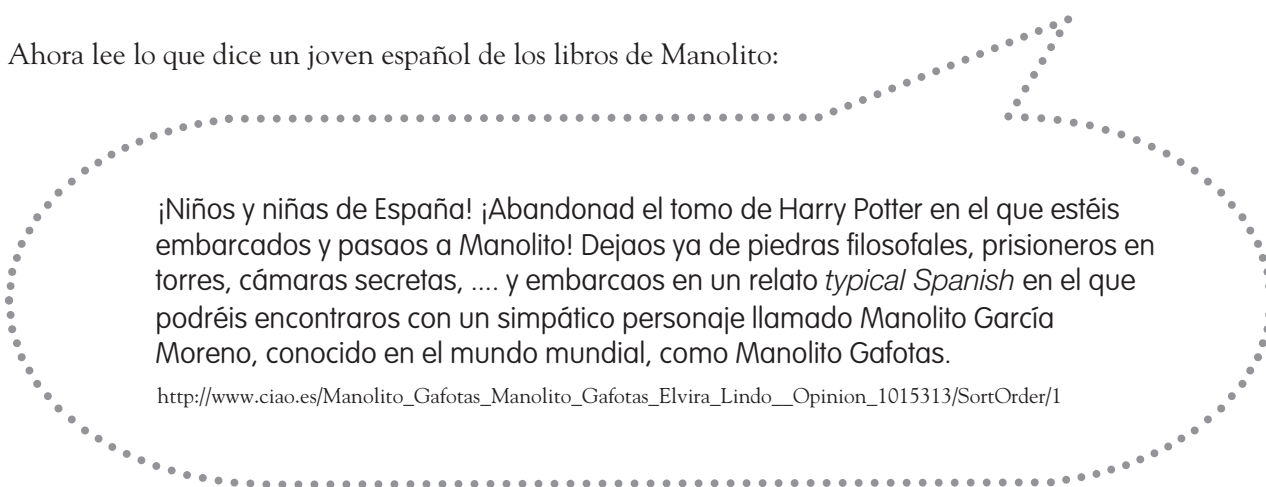 Ahora lee lo que dice un joven español de los libros de Manolito:
¡Niños y niñas de España! ¡Abandonad el tomo de Harry Potter en el que estéis
embarcados y pasaos a Manolito! Dejaos ya de piedras filosofales, prisioneros en
torres, cámaras secretas, .... y embarcaos en un relato typical Spanish en el que
podréis encontraros con un simpático personaje llamado Manolito García
Moreno, conocido en el mundo mundial, como Manolito Gafotas.
http://www.ciao.es/Manolito_Gafotas_Manolito_Gafotas_Elvira_Lindo__Opinion_1015313/SortOrder/1